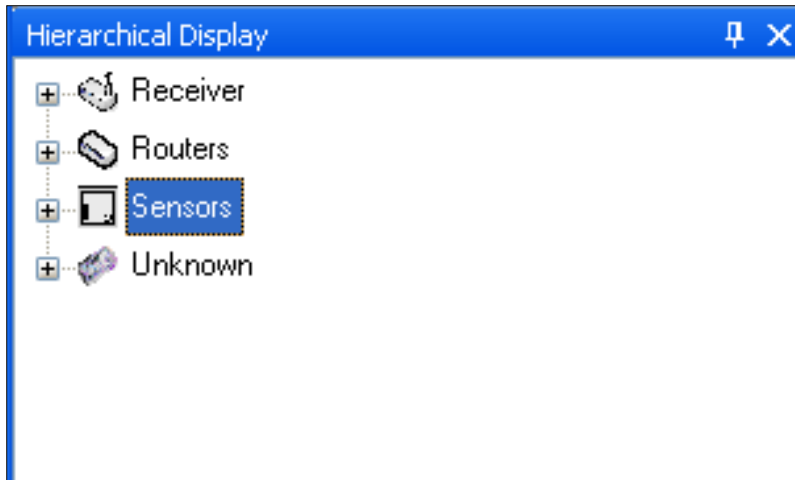 Hierarchical Display
Receiver
Routers
Sensors
Unknown